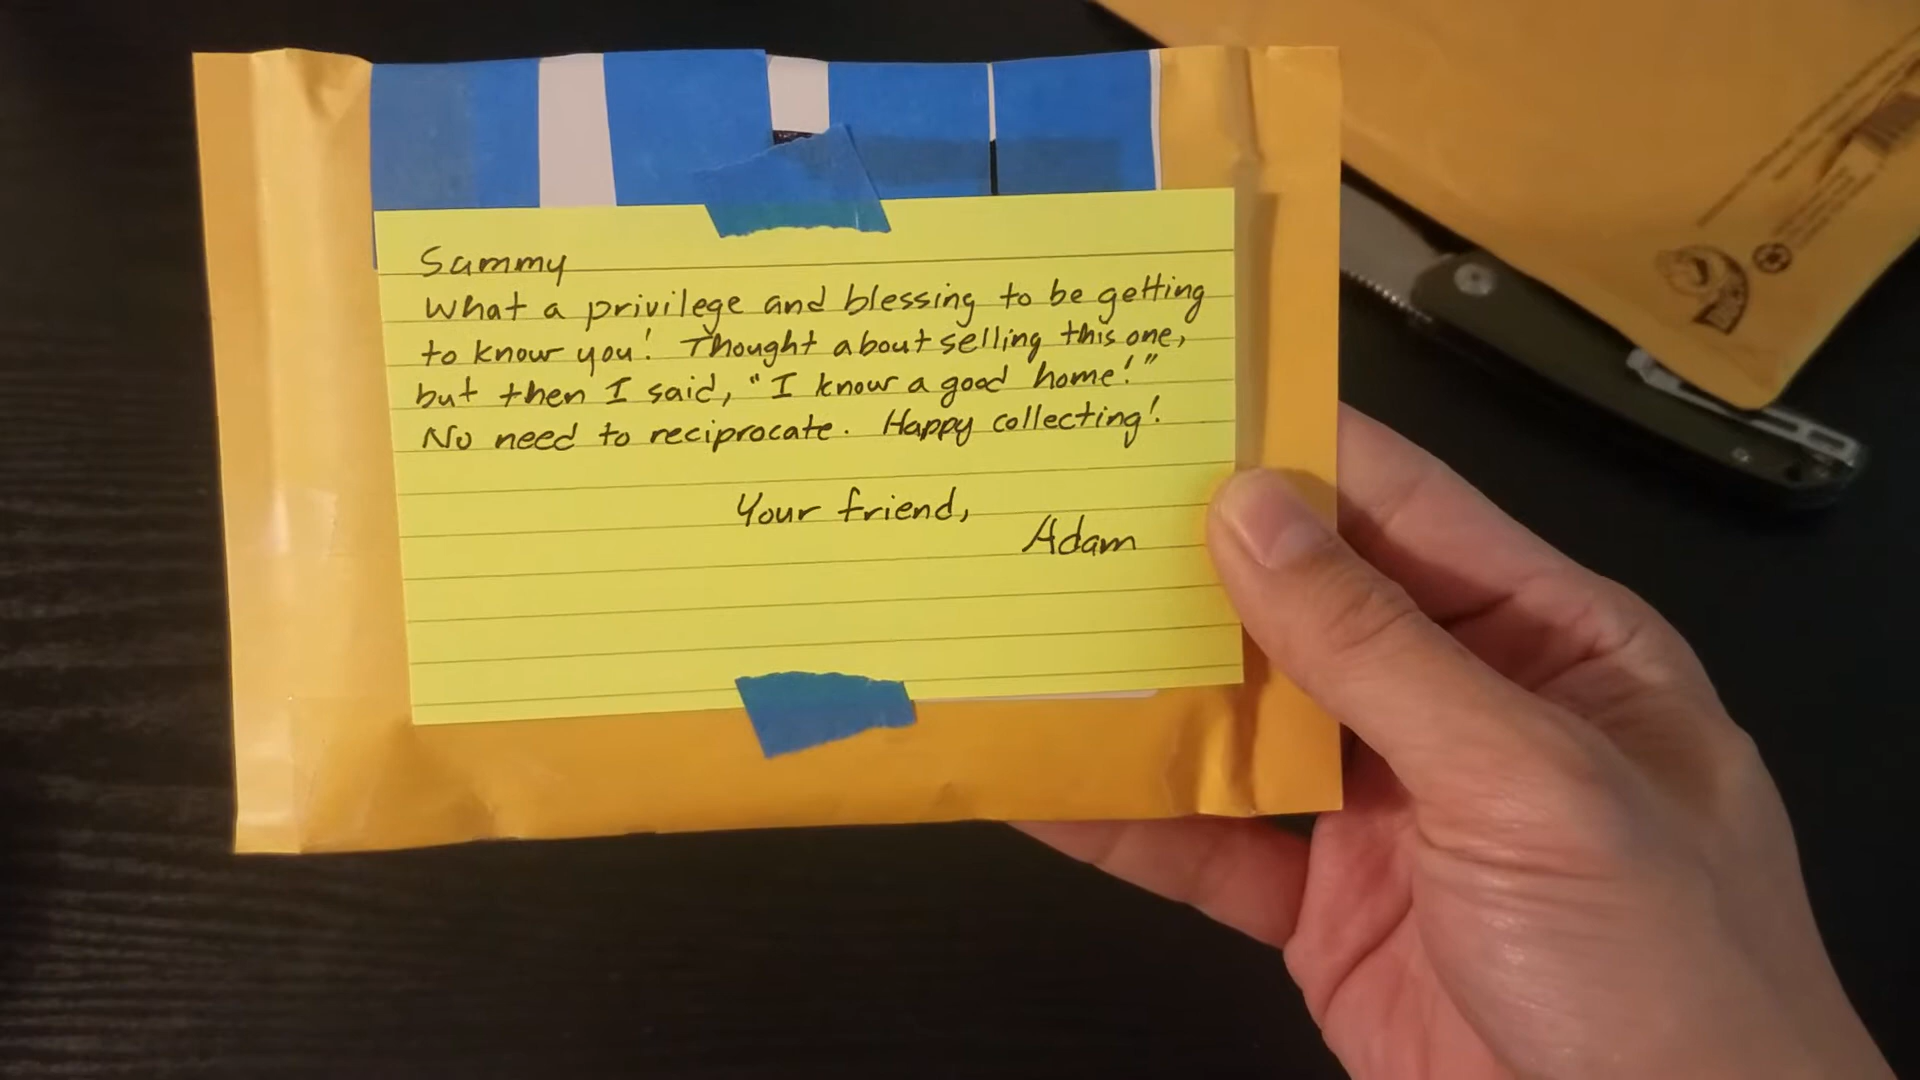 Sammy
What a privilege and blessing to be getting
to know you! Thought about selling this one,
but then I said, "I know a good home!"
No need to reciprocate. Happy collecting!
Your friend,
Adam